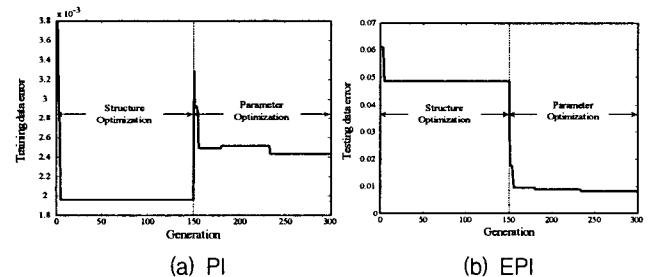 x 10⁻³
3.8
3.6
3.4
3.2
3
2.8
2.6
2.4
2.2
2
1.8
Training data error
Structure
Optimization
Parameter
Optimization
0
50
100
150
200
250
300
Generation
(a) PI
0.07
0.06
0.05
0.04
0.03
0.02
0.01
0
Testing data error
Structure
Optimization
Parameter
Optimization
0
50
100
150
200
250
300
Generation
(b) EPI